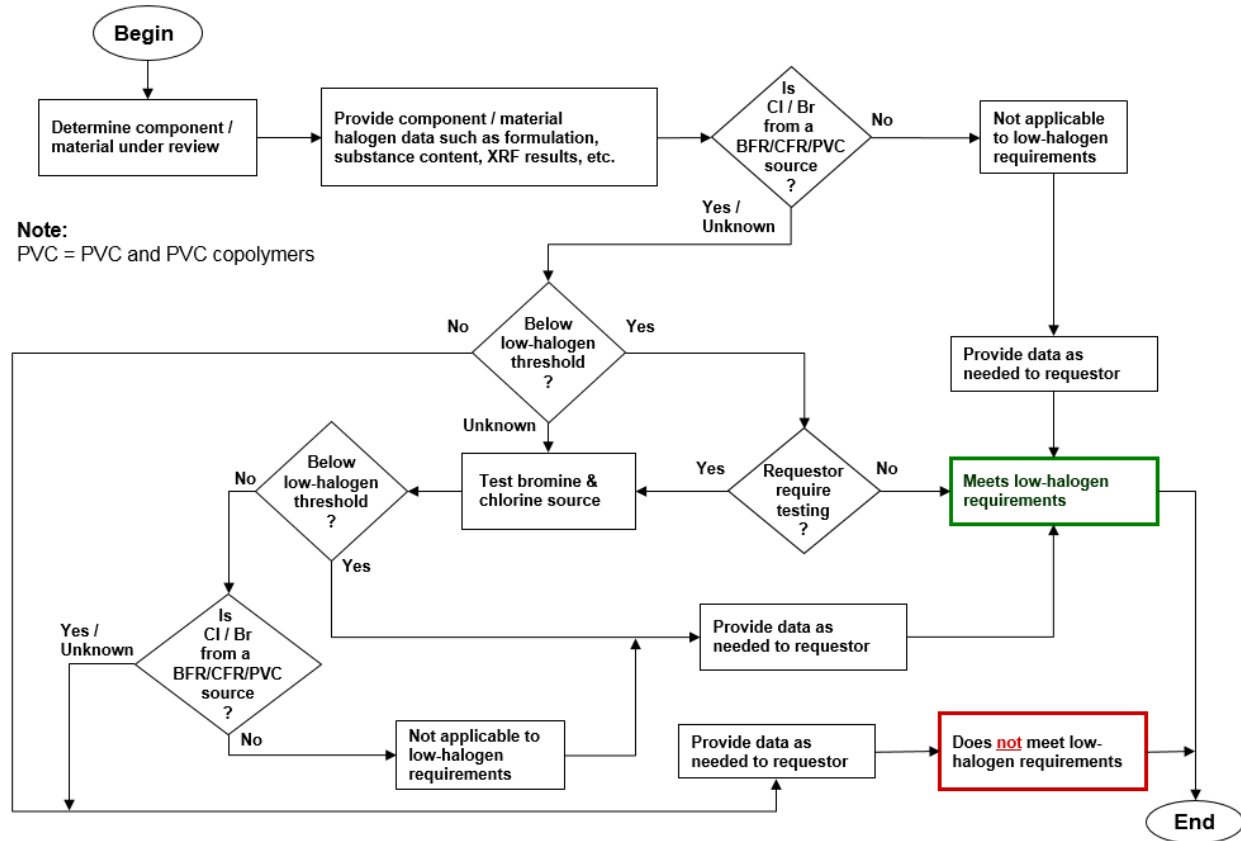 Begin
Determine component /
material under review
Provide component / material
halogen data such as formulation,
substance content, XRF results, etc.
Is
Cl / Br
from a
BFR/CFR/PVC
source
?
No
Not applicable
to low-halogen
requirements
Yes /
Unknown
Note:
PVC = PVC and PVC copolymers
No
Below
low-halogen
threshold
?
Yes
Provide data as
needed to requestor
Unknown
No
Below
low-halogen
threshold
?
Test bromine &
chlorine source
Yes
Requestor
require
testing
?
No
Meets low-halogen
requirements
Yes
Yes /
Unknown
Is
Cl / Br
from a
BFR/CFR/PVC
source
?
Provide data as
needed to requestor
No
Not applicable to
low-halogen
requirements
Provide data as
needed to requestor
Does not meet low-
halogen requirements
End